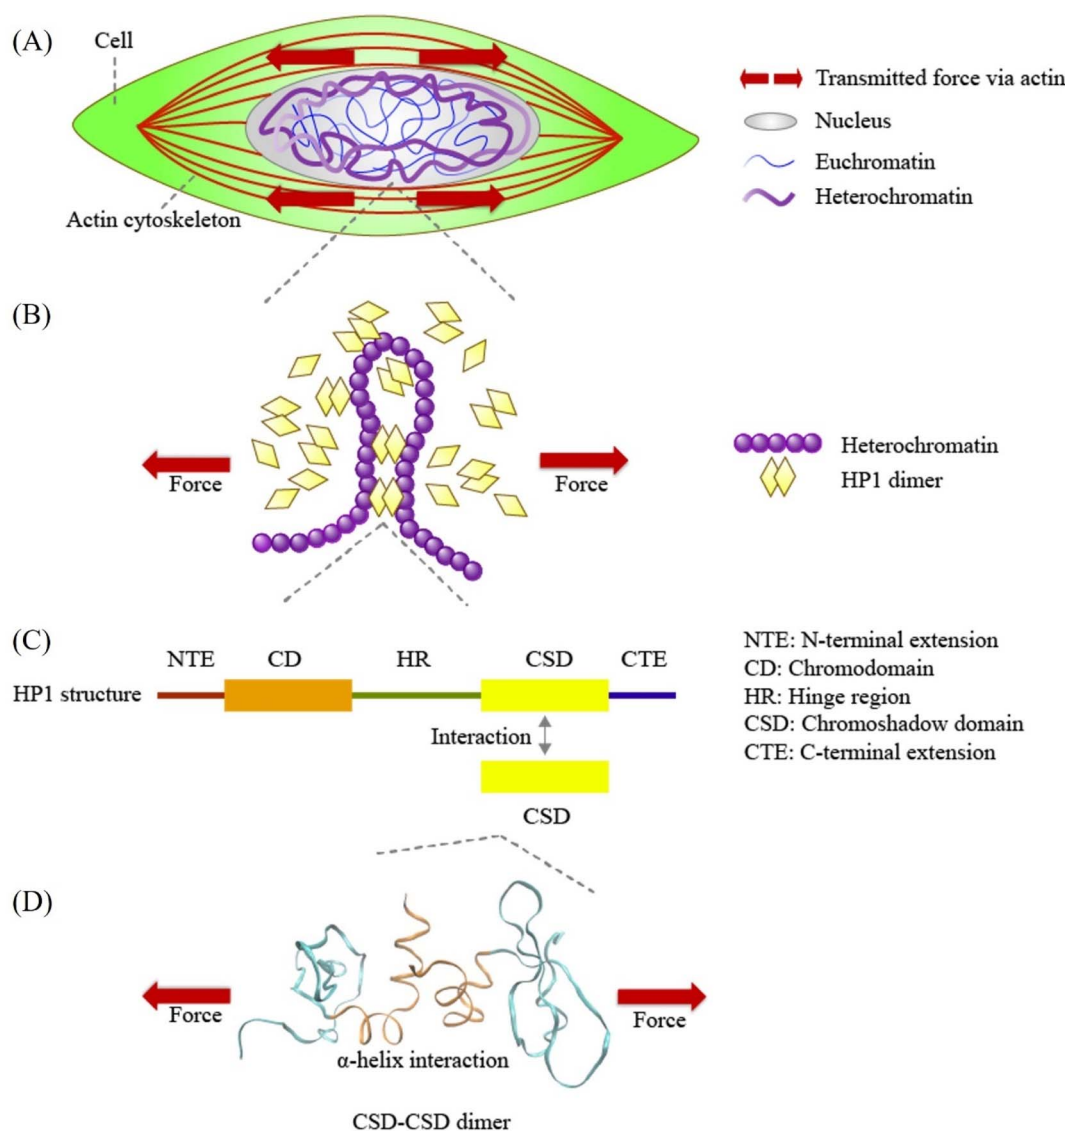 (A)
Cell
Actin cytoskeleton
Transmitted force via actin
Nucleus
Euchromatin
Heterochromatin
(B)
Force
Force
Heterochromatin
HP1 dimer
(C)
NTE CD HR CSD CTE
HP1 structure
Interaction
CSD
NTE: N-terminal extension
CD: Chromodomain
HR: Hinge region
CSD: Chromoshadow domain
CTE: C-terminal extension
(D)
Force
Force
α-helix interaction
CSD-CSD dimer